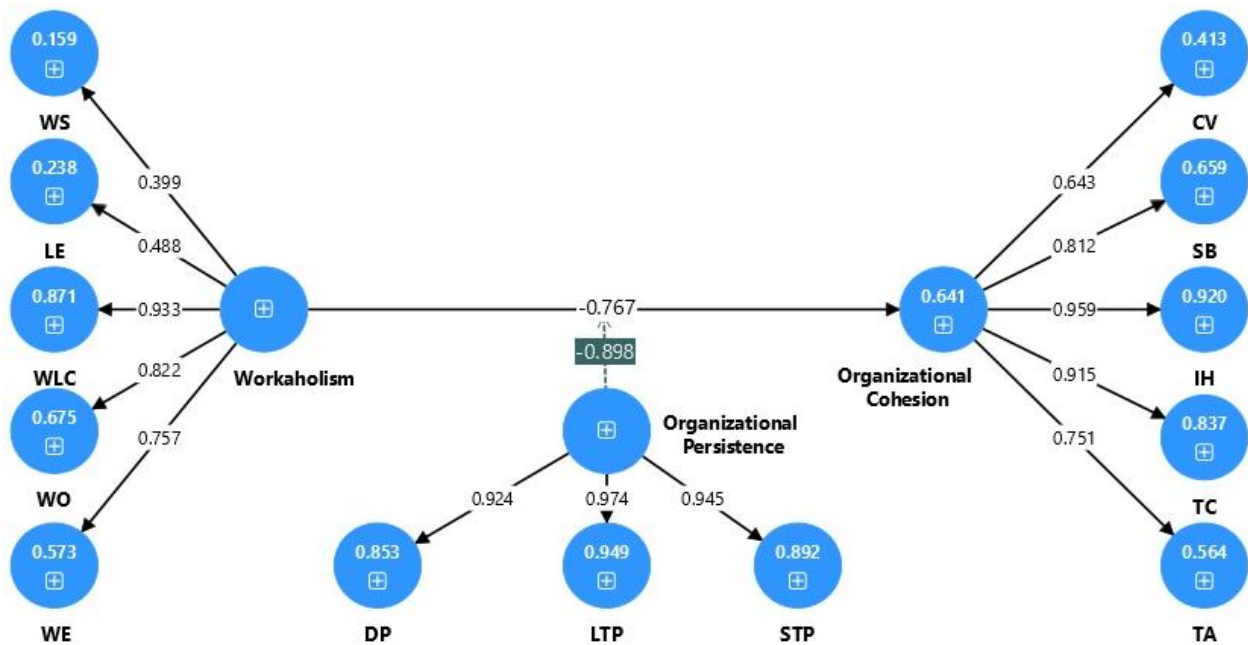 0.159
WS
0.238
LE
0.871
WLC
0.675
WO
0.573
WE
0.399
0.488
0.933
0.822
0.757
Workaholism
-0.767
-0.898
Organizational
Persistence
0.924
0.974
0.945
0.853
DP
0.949
LTP
0.892
STP
0.641
Organizational
Cohesion
0.643
0.812
0.959
0.915
0.751
0.413
CV
0.659
SB
0.920
IH
0.837
TC
0.564
TA